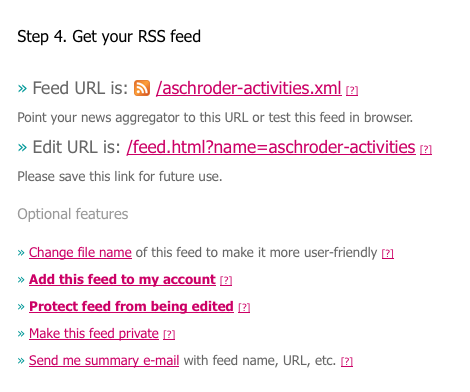 Step 4. Get your RSS feed
» Feed URL is: /aschroder-activities.xml [?]
Point your news aggregator to this URL or test this feed in browser.
» Edit URL is: /feed.html?name=aschroder-activities [?]
Please save this link for future use.
Optional features
» Change file name of this feed to make it more user-friendly [?]
» Add this feed to my account [?]
» Protect feed from being edited [?]
» Make this feed private [?]
» Send me summary e-mail with feed name, URL, etc. [?]